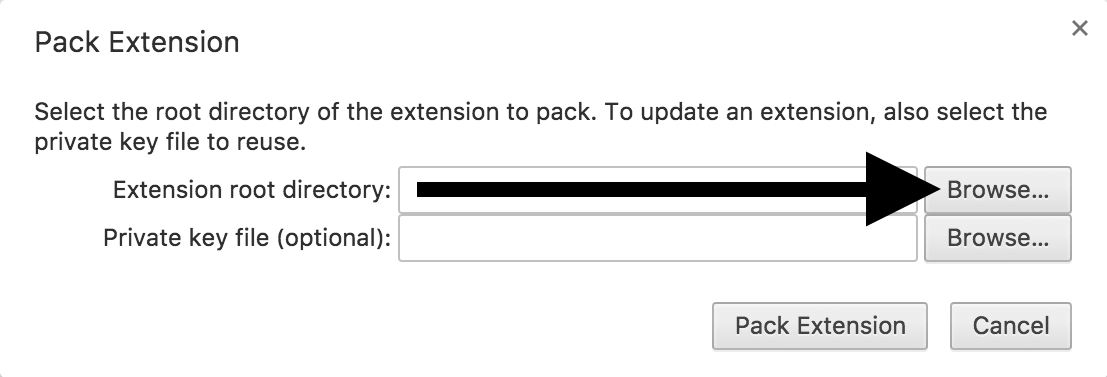 Pack Extension
Select the root directory of the extension to pack. To update an extension, also select the
private key file to reuse.
Extension root directory: Browse...
Private key file (optional): Browse...
Pack Extension Cancel